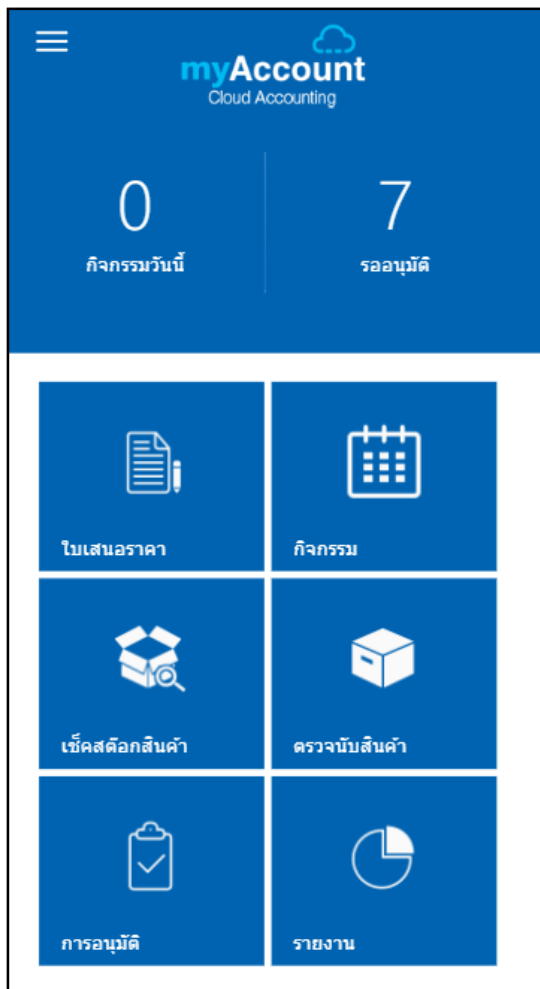 myAccount
Cloud Accounting
0
7
กิจกรรมวันนี้
รออนุมัติ
ใบเสนอราคา
กิจกรรม
เช็คสต๊อกสินค้า
ตรวจนับสินค้า
การอนุมัติ
รายงาน